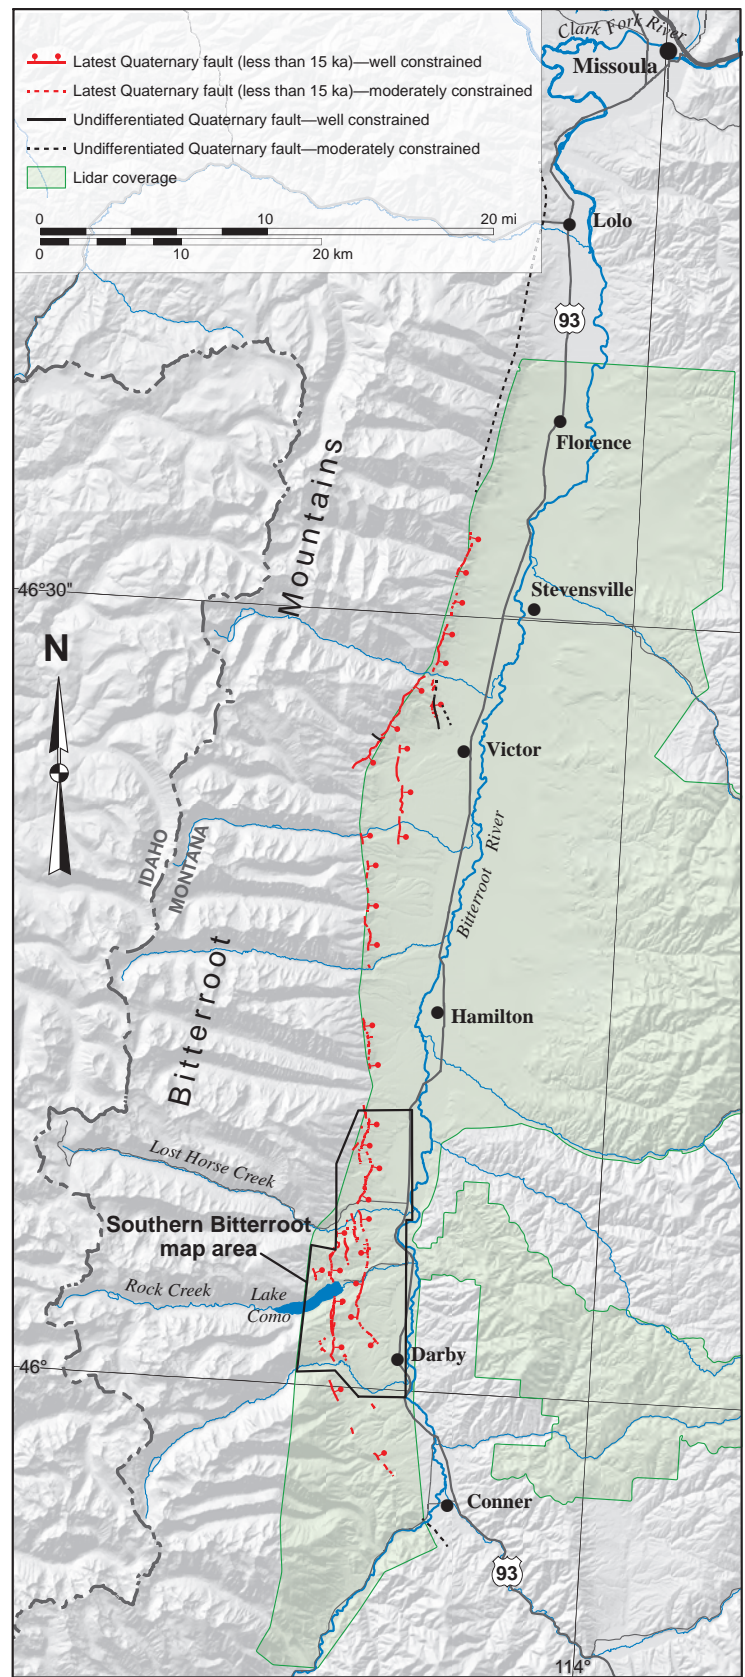 Clark Fork River
Missoula
Latest Quaternary fault (less than 15 ka)—well constrained
Latest Quaternary fault (less than 15 ka)—moderately constrained
Undifferentiated Quaternary fault—well constrained
Undifferentiated Quaternary fault—moderately constrained
Lidar coverage
0 10 20 mi
0 10 20 km
Lolo
93
Florence
Mountains
46°30"
Stevensville
N
Victor
IDAHO
MONTANA
Bitterroot River
Bitterroot
Hamilton
Lost Horse Creek
Southern Bitterroot
map area
Rock Creek
Lake
Como
Darby
46°
Conner
93
114°